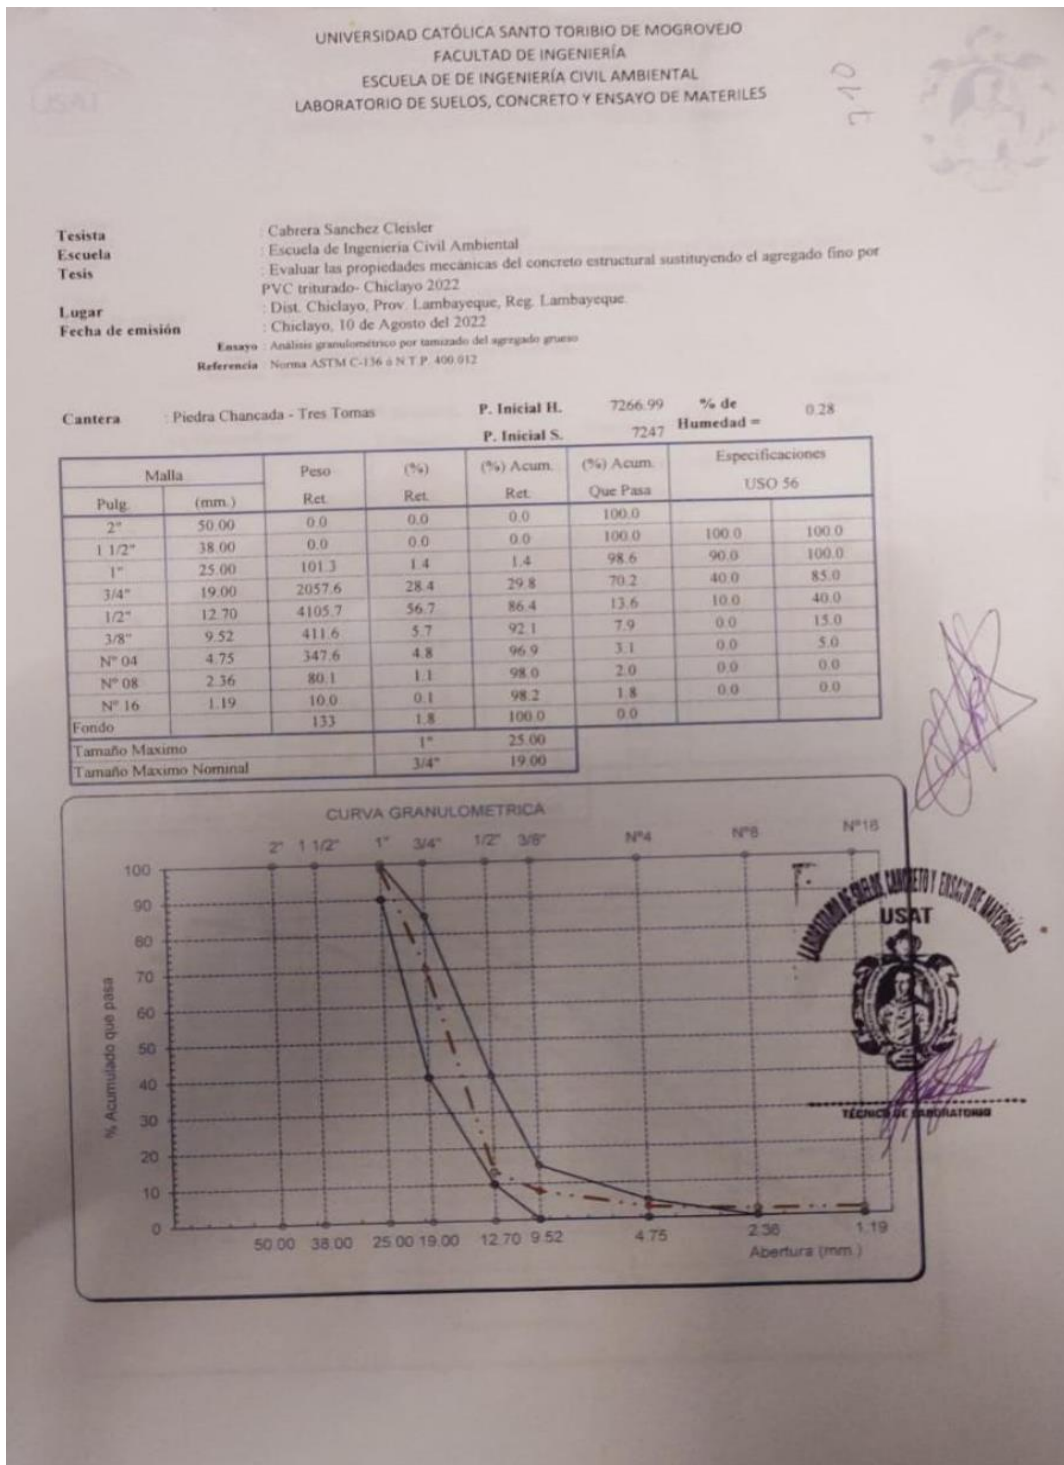 UNIVERSIDAD CATÓLICA SANTO TORIBIO DE MOGROVEJO
FACULTAD DE INGENIERÍA
ESCUELA DE DE INGENIERÍA CIVIL AMBIENTAL
LABORATORIO DE SUELOS, CONCRETO Y ENSAYO DE MATERILES
USAT
Tesista : Cabrera Sanchez Cleisler
Escuela : Escuela de Ingenieria Civil Ambiental
Tesis : Evaluar las propiedades mecánicas del concreto estructural sustituyendo el agregado fino por
PVC triturado- Chiclayo 2022
Lugar : Dist. Chiclayo, Prov. Lambayeque, Reg. Lambayeque.
Fecha de emisión : Chiclayo, 10 de Agosto del 2022
Ensayo : Análisis granulométrico por tamizado del agregado grueso
Referencia : Norma ASTM C-136 ó N.T.P. 400.012
Cantera : Piedra Chancada - Tres Tomas P. Inicial H. 7266.99 % de Humedad = 0.28
P. Inicial S. 7247
Malla Peso (%) (%) Acum. (%) Acum. Especificaciones
Pulg. (mm.) Ret. Ret. Ret. Que Pasa USO 56
2" 50.00 0.0 0.0 0.0 100.0
1 1/2" 38.00 0.0 0.0 0.0 100.0 100.0 100.0
1" 25.00 101.3 1.4 1.4 98.6 90.0 100.0
3/4" 19.00 2057.6 28.4 29.8 70.2 40.0 85.0
1/2" 12.70 4105.7 56.7 86.4 13.6 10.0 40.0
3/8" 9.52 411.6 5.7 92.1 7.9 0.0 15.0
Nº 04 4.75 347.6 4.8 96.9 3.1 0.0 5.0
Nº 08 2.36 80.1 1.1 98.0 2.0 0.0 0.0
Nº 16 1.19 10.0 0.1 98.2 1.8 0.0 0.0
Fondo 133 1.8 100.0 0.0
Tamaño Maximo 1" 25.00
Tamaño Maximo Nominal 3/4" 19.00
CURVA GRANULOMETRICA
2" 1 1/2" 1" 3/4" 1/2" 3/8" Nº4 Nº8 Nº16
100
90
80
70
60
50
40
30
20
10
0
% Acumulado que pasa
50.00 38.00 25.00 19.00 12.70 9.52 4.75 2.36 1.19
Abertura (mm.)
LABORATORIO DE SUELOS, CONCRETO Y ENSAYO DE MATERIALES
USAT
TÉCNICO DE LABORATORIO